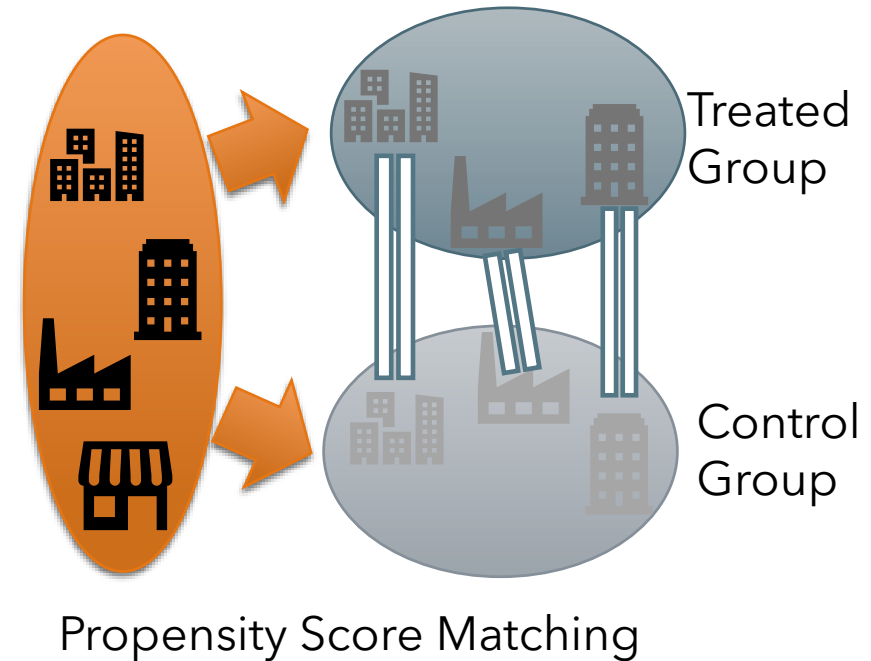 Treated
Group
Control
Group
Propensity Score Matching